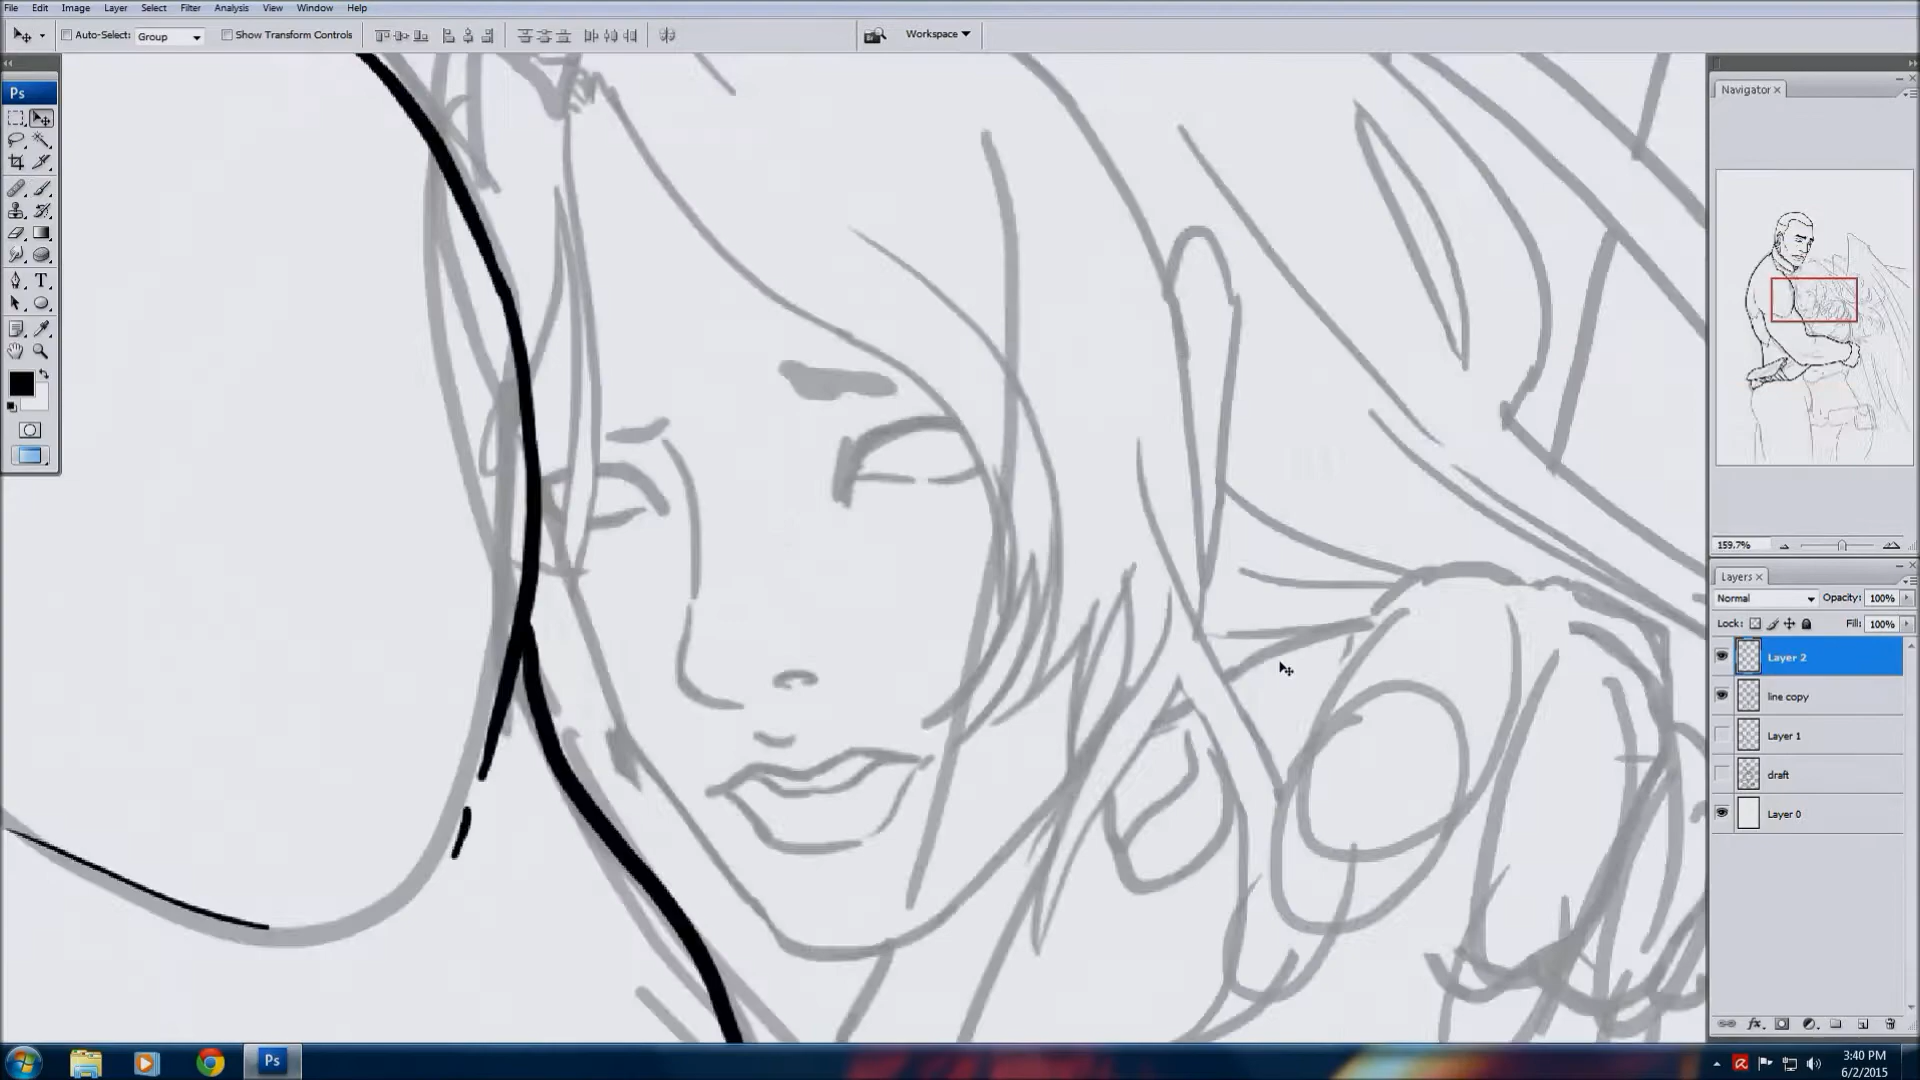 File Edit Image Layer Select Filter Analysis View Window Help
Auto-Select: Group Show Transform Controls Workspace
Ps
Navigator
159.7%
Layers
Normal Opacity: 100%
Lock: Fill: 100%
Layer 2
line copy
Layer 1
draft
Layer 0
Ps
3:40 PM
6/2/2015